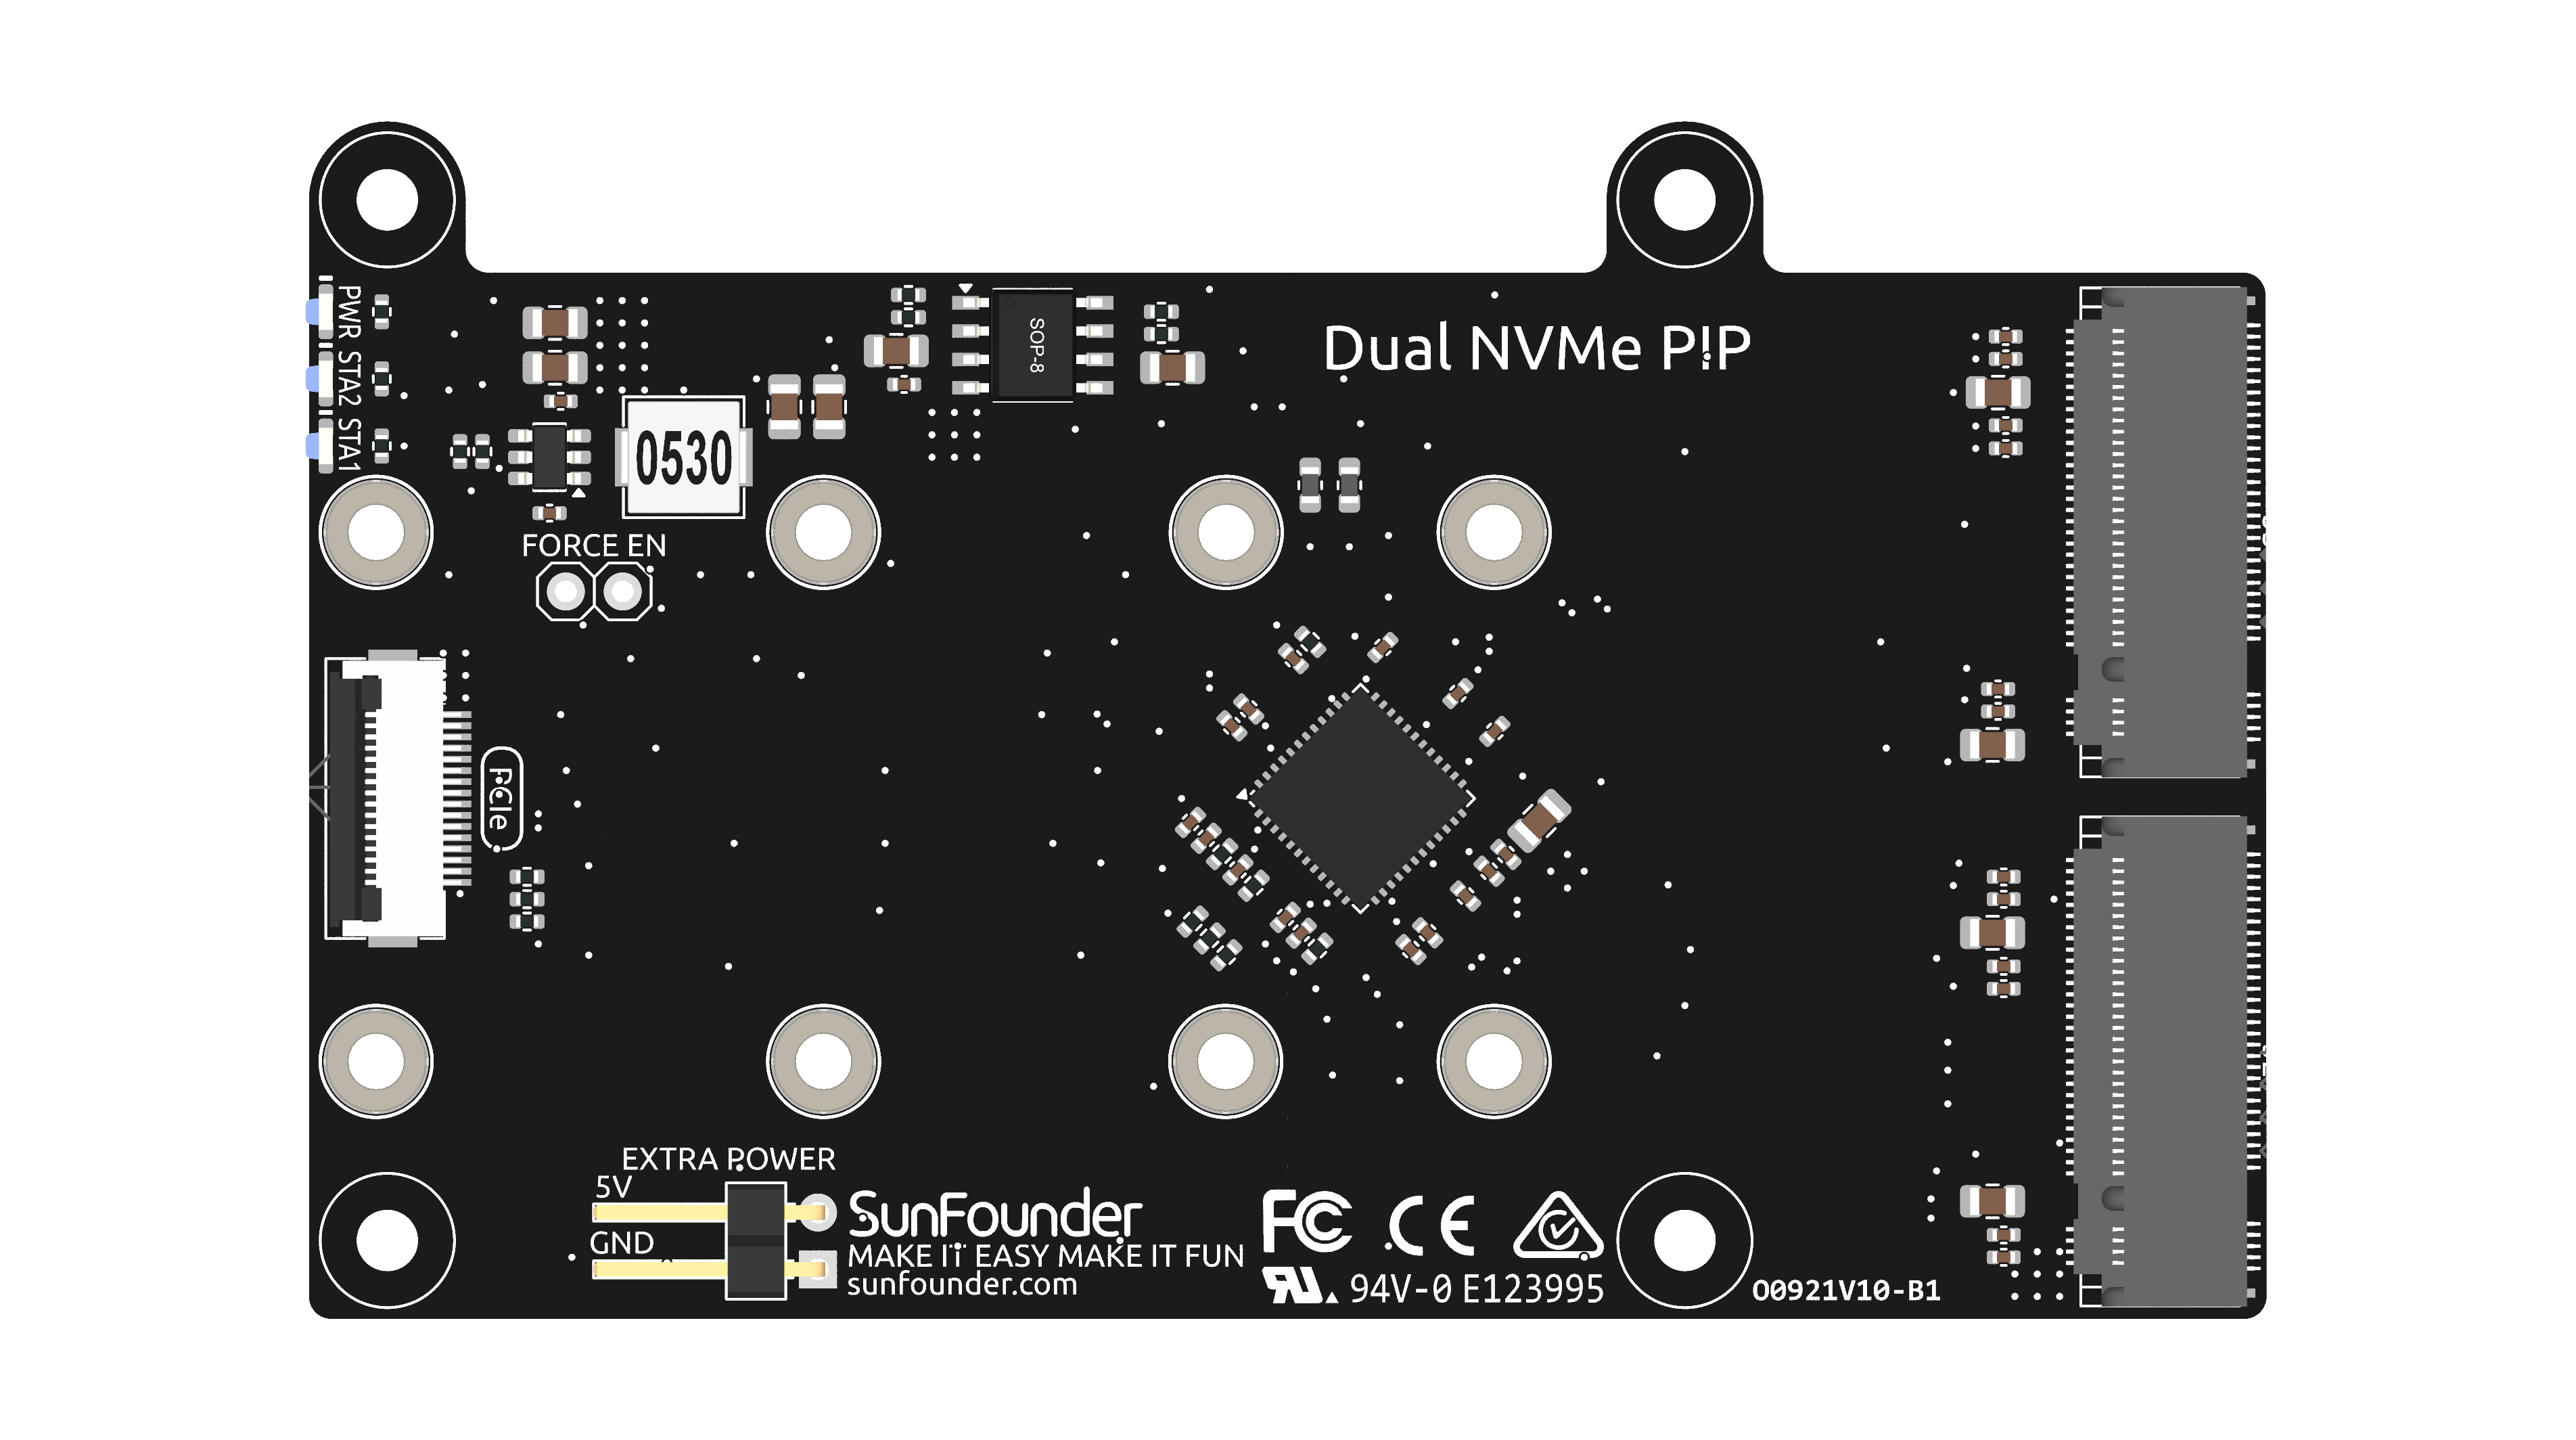 PWR
STA2
STA1
SOP-8
Dual NVMe PIP
0530
FORCE EN
PCIe
EXTRA POWER
5V
GND
SunFounder
MAKE IT EASY MAKE IT FUN
sunfounder.com
FC CE
94V-0 E123995
O0921V10-B1